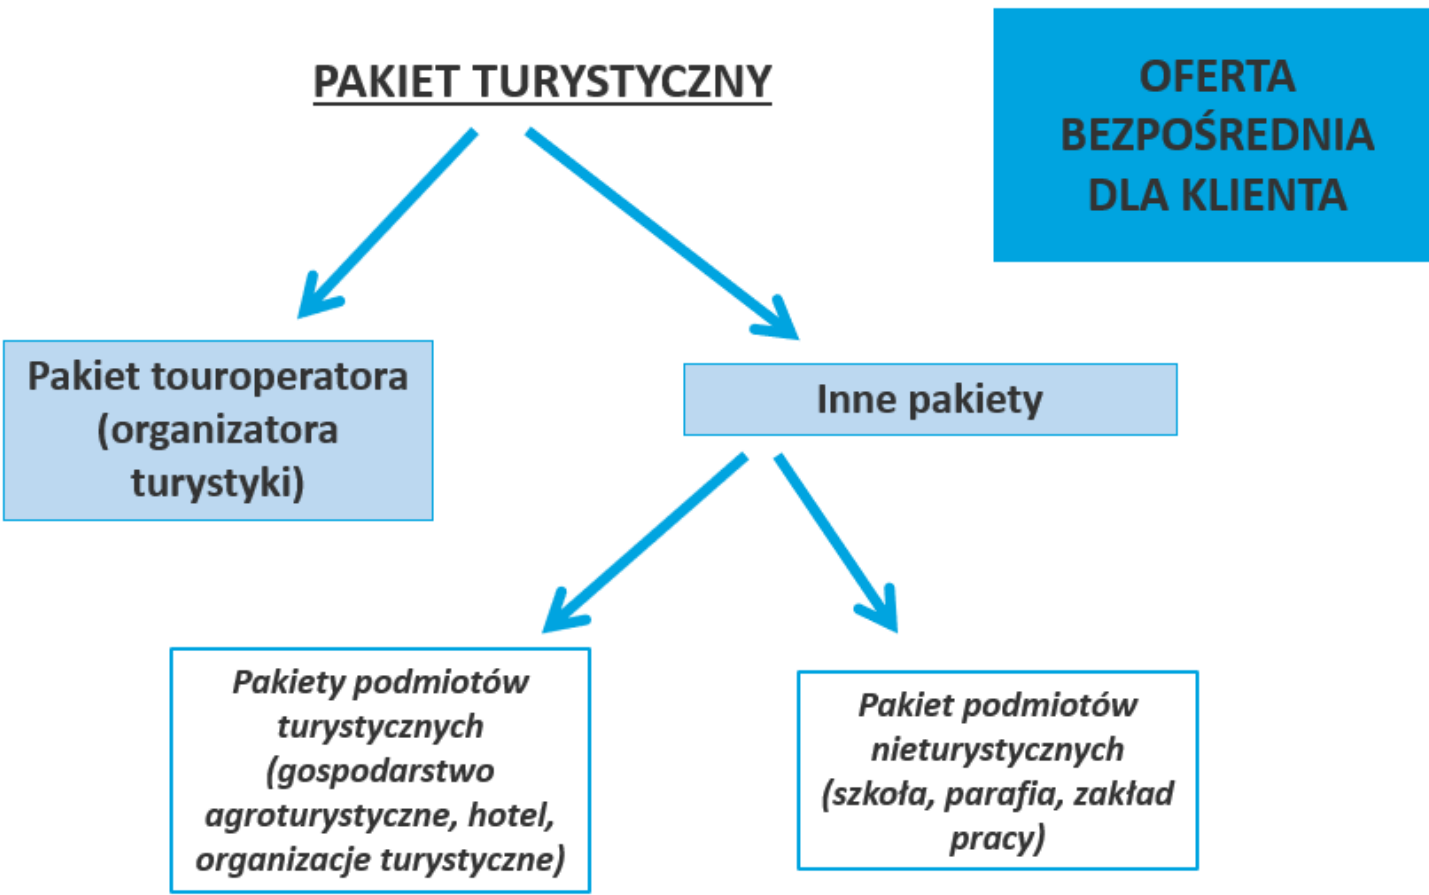 PAKIET TURYSTYCZNY
OFERTA
BEZPOŚREDNIA
DLA KLIENTA
Pakiet touroperatora
(organizatora
turystyki)
Inne pakiety
Pakiety podmiotów
turystycznych
(gospodarstwo
agroturystyczne, hotel,
organizacje turystyczne)
Pakiet podmiotów
nieturystycznych
(szkoła, parafia, zakład
pracy)